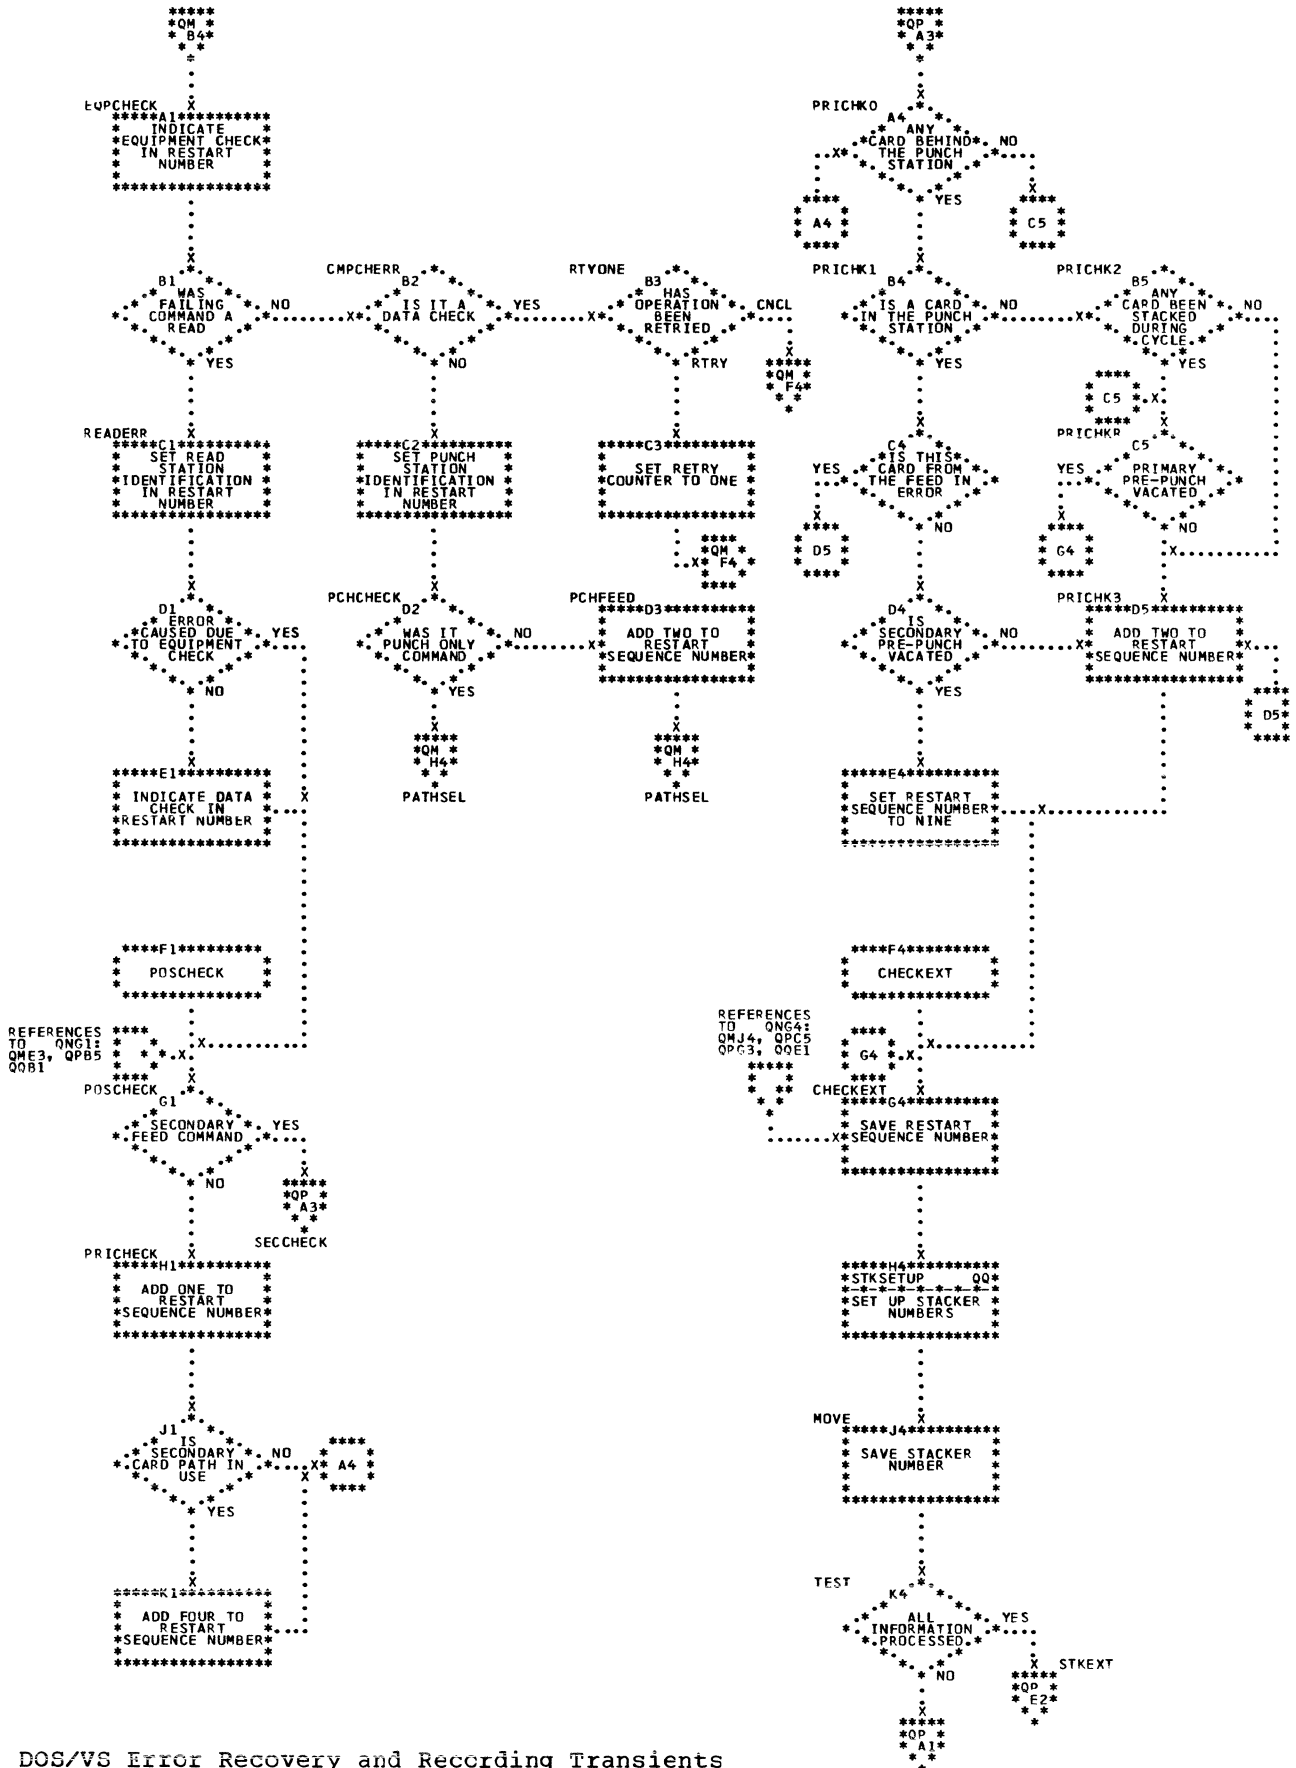 QM
B4
EQPCHECK
A1
INDICATE
EQUIPMENT CHECK
IN RESTART
NUMBER
B1
WAS
FAILING
COMMAND A
READ
NO
YES
CMPCHERR
B2
IS IT A
DATA CHECK
YES
NO
RTYONE
B3
HAS
OPERATION
BEEN
RETRIED
CNCL
RTRY
QM
F4
READERR
C1
SET READ
STATION
IDENTIFICATION
IN RESTART
NUMBER
C2
SET PUNCH
STATION
IDENTIFICATION
IN RESTART
NUMBER
C3
SET RETRY
COUNTER TO ONE
QM
F4
D1
ERROR
CAUSED DUE
TO EQUIPMENT
CHECK
YES
NO
PCHCHECK
D2
WAS IT
PUNCH ONLY
COMMAND
NO
YES
PCHFEED
D3
ADD TWO TO
RESTART
SEQUENCE NUMBER
QM
H4
PATHSEL
QM
H4
PATHSEL
E1
INDICATE DATA
CHECK IN
RESTART NUMBER
F1
POSCHECK
REFERENCES
TO QNG1:
QME3, QPB5
QQB1
POSCHECK
G1
SECONDARY
FEED COMMAND
YES
NO
QP
A3
SECCHECK
PRICHECK
H1
ADD ONE TO
RESTART
SEQUENCE NUMBER
J1
IS
SECONDARY
CARD PATH IN
USE
NO
YES
A4
K1
ADD FOUR TO
RESTART
SEQUENCE NUMBER
QP
A3
PRICHK0
A4
ANY
CARD BEHIND
THE PUNCH
STATION
NO
YES
A4
C5
PRICHK1
B4
IS A CARD
IN THE PUNCH
STATION
NO
YES
PRICHK2
B5
ANY
CARD BEEN
STACKED
DURING
CYCLE
NO
YES
C5
C4
IS THIS
CARD FROM
THE FEED IN
ERROR
YES
NO
D5
PRICHKR
C5
PRIMARY
PRE-PUNCH
VACATED
YES
NO
G4
D4
IS
SECONDARY
PRE-PUNCH
VACATED
NO
YES
PRICHK3
D5
ADD TWO TO
RESTART
SEQUENCE NUMBER
D5
E4
SET RESTART
SEQUENCE NUMBER
TO NINE
F4
CHECKEXT
REFERENCES
TO QNG4:
QMJ4, QPC5
QPG3, QQE1
G4
CHECKEXT
G4
SAVE RESTART
SEQUENCE NUMBER
H4
STKSETUP QQ
SET UP STACKER
NUMBERS
MOVE
J4
SAVE STACKER
NUMBER
TEST
K4
ALL
INFORMATION
PROCESSED
YES
NO
STKEXT
QP
E2
QP
A1
DOS/VS Error Recovery and Recording Transients